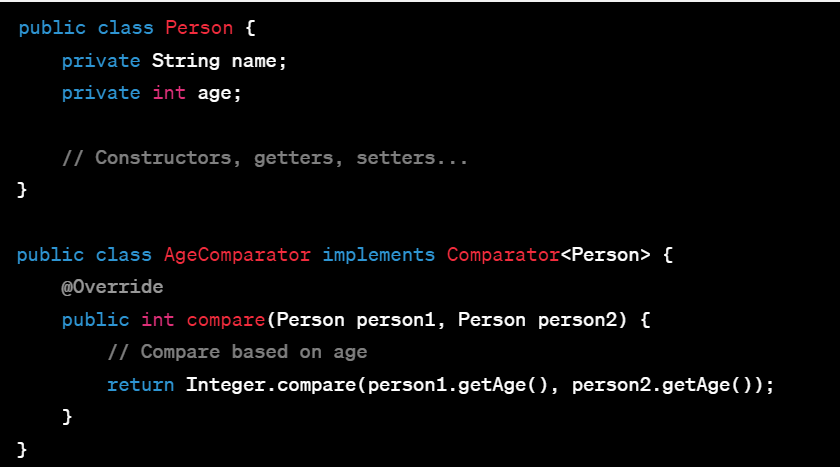 public class Person {
    private String name;
    private int age;
    // Constructors, getters, setters...
}
public class AgeComparator implements Comparator<Person> {
    @Override
    public int compare(Person person1, Person person2) {
        // Compare based on age
        return Integer.compare(person1.getAge(), person2.getAge());
    }
}